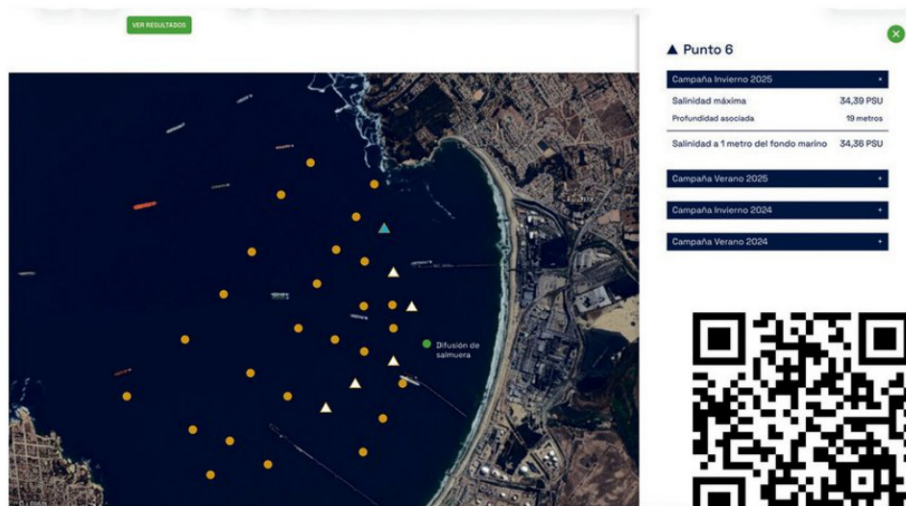 VER RESULTADOS
▲ Punto 6
Campaña Invierno 2025
Salinidad máxima 34,39 PSU
Profundidad asociada 19 metros
Salinidad a 1 metro del fondo marino 34,36 PSU
Campaña Verano 2025 +
Campaña Invierno 2024 +
Campaña Verano 2024 +
Difusión de
salmuera